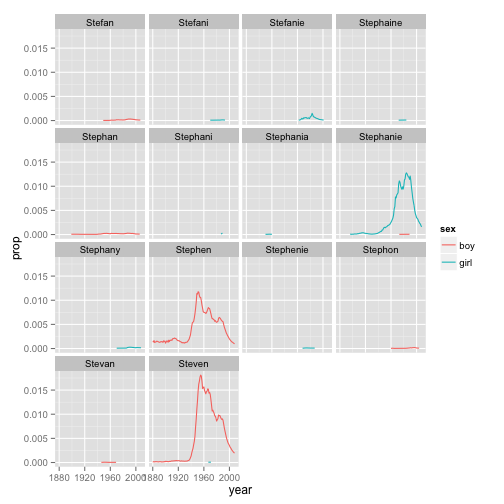 Stefan Stefani Stefanie Stephaine
0.015
0.010
0.005
0.000
Stephan Stephani Stephania Stephanie
0.015
0.010
0.005
0.000
Stephany Stephen Stephenie Stephon
0.015
0.010
0.005
0.000
Stevan Steven
0.015
0.010
0.005
0.000
1880 1920 1960 2000 1880 1920 1960 2000
year
prop
sex
boy
girl